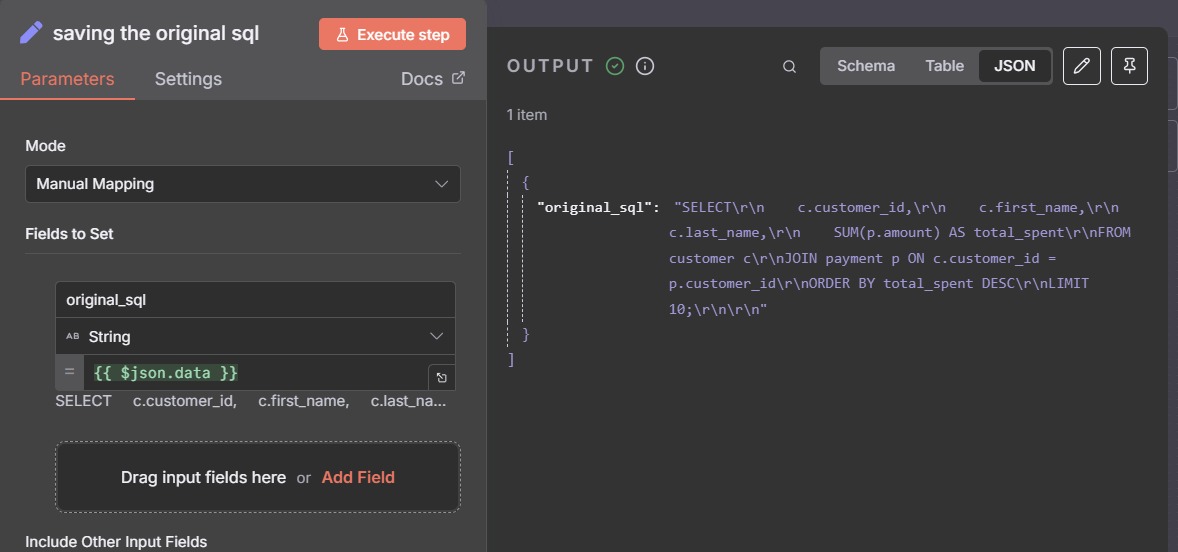 saving the original sql
Execute step
Parameters
Settings
Docs
Mode
Manual Mapping
Fields to Set
original_sql
AB String
= {{ $json.data }}
SELECT c.customer_id, c.first_name, c.last_na...
Drag input fields here or Add Field
Include Other Input Fields
OUTPUT
Schema
Table
JSON
1 item
[
{
"original_sql": "SELECT\r\n    c.customer_id,\r\n    c.first_name,\r\n
c.last_name,\r\n    SUM(p.amount) AS total_spent\r\nFROM
customer c\r\nJOIN payment p ON c.customer_id =
p.customer_id\r\nORDER BY total_spent DESC\r\nLIMIT
10;\r\n\r\n"
}
]